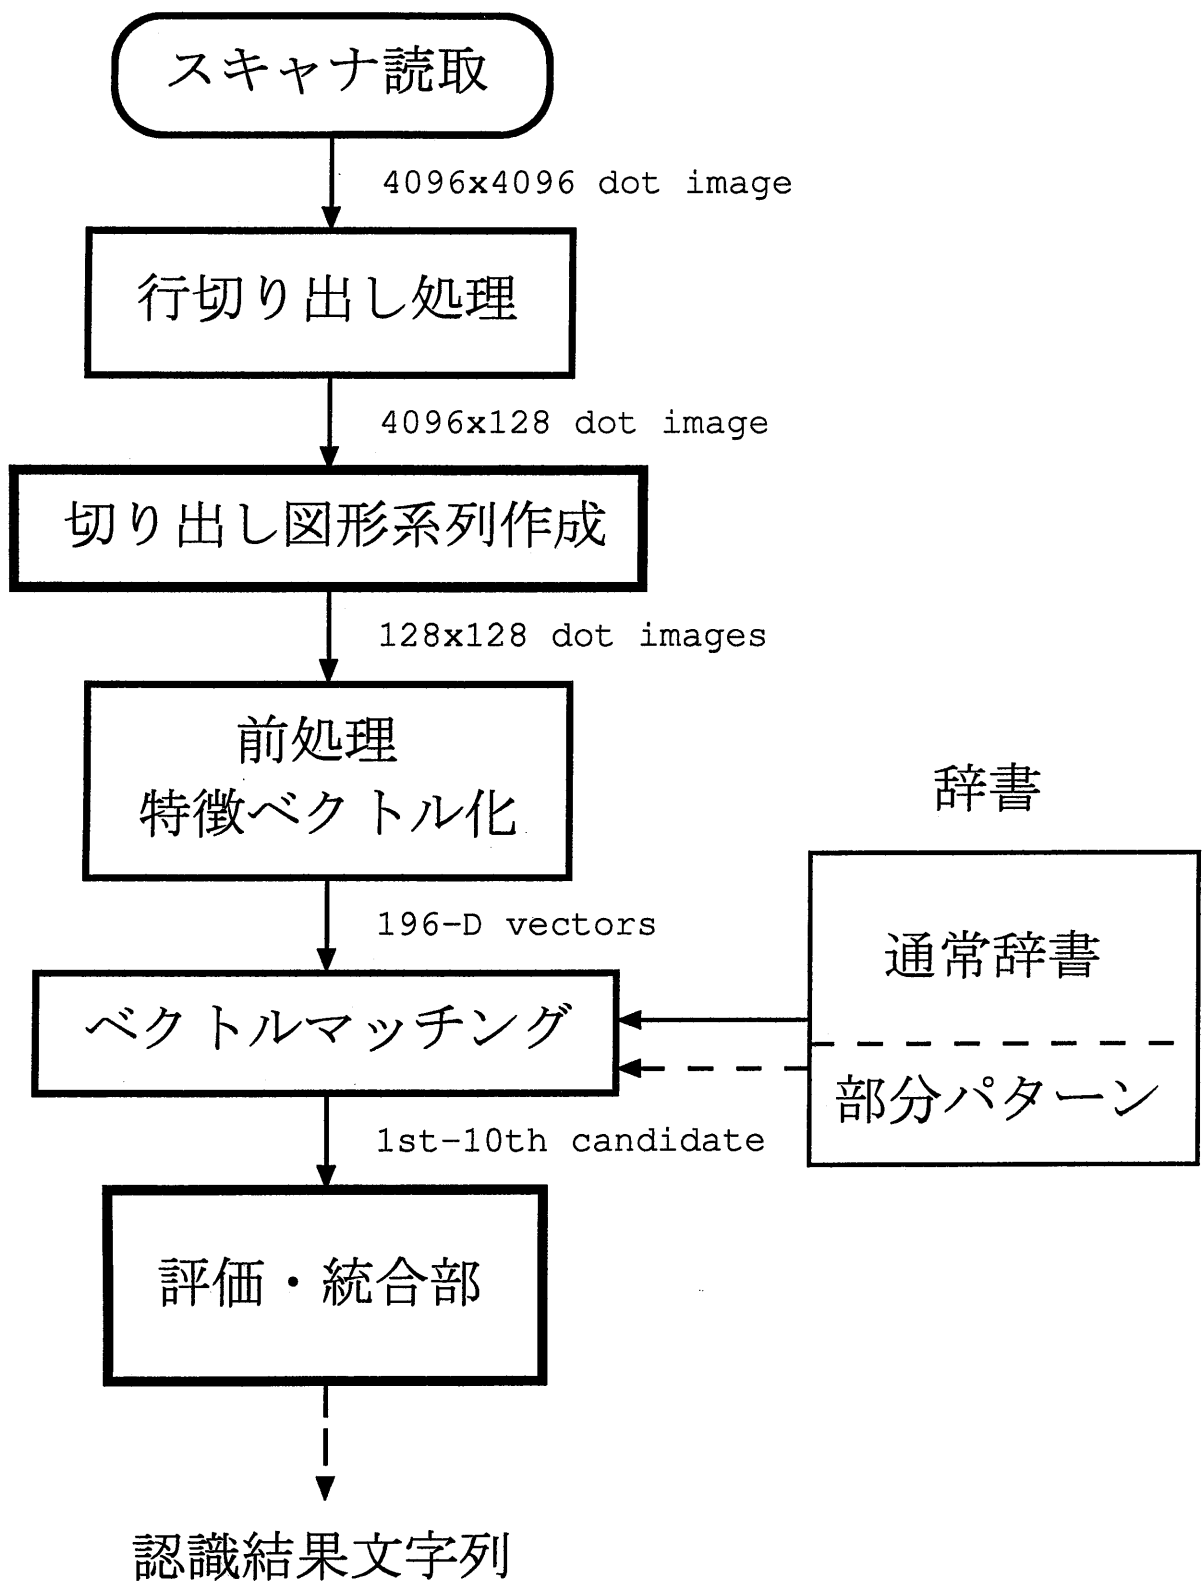 スキャナ読取
4096x4096 dot image
行切り出し処理
4096x128 dot image
切り出し図形系列作成
128x128 dot images
前処理
特徴ベクトル化
196-D vectors
辞書
通常辞書
部分パターン
ベクトルマッチング
1st-10th candidate
評価・統合部
認識結果文字列